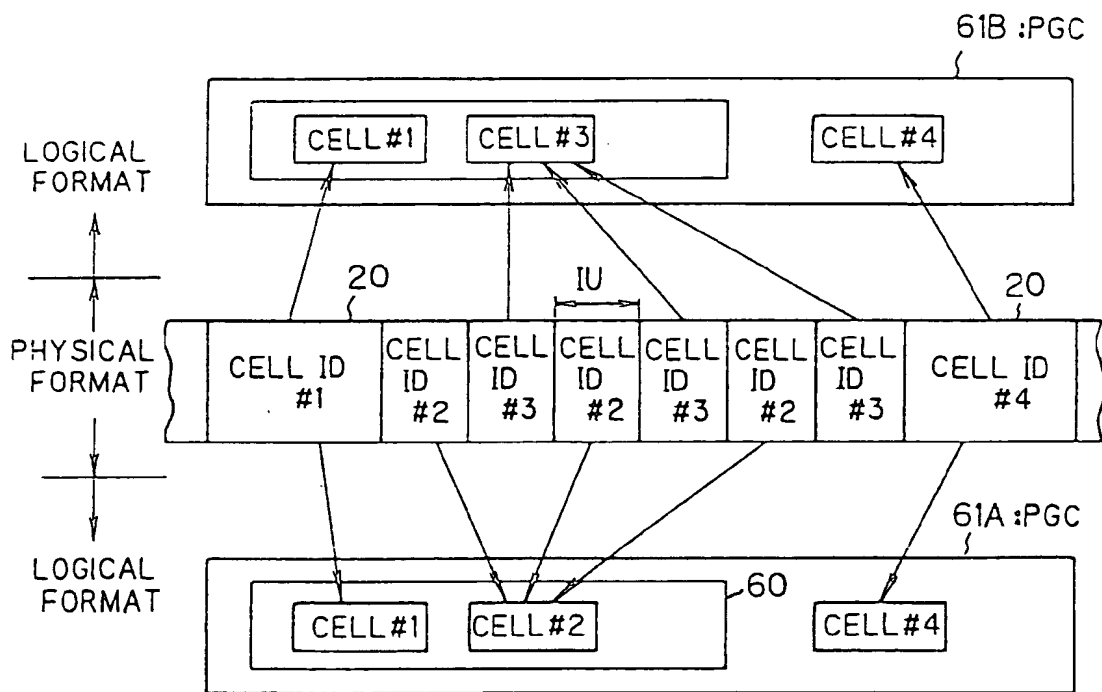 61B :PGC
CELL #1
CELL #3
CELL #4
LOGICAL
FORMAT
20
IU
20
PHYSICAL
FORMAT
CELL ID
#1
CELL
ID
#2
CELL
ID
#3
CELL
ID
#2
CELL
ID
#3
CELL
ID
#2
CELL
ID
#3
CELL ID
#4
61A :PGC
LOGICAL
FORMAT
60
CELL #1
CELL #2
CELL #4